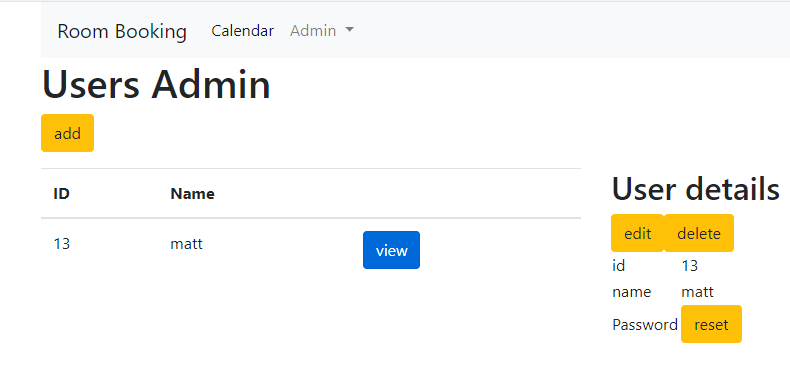 Room Booking Calendar Admin
Users Admin
add
ID Name
13 matt view
User details
edit delete
id 13
name matt
Password reset